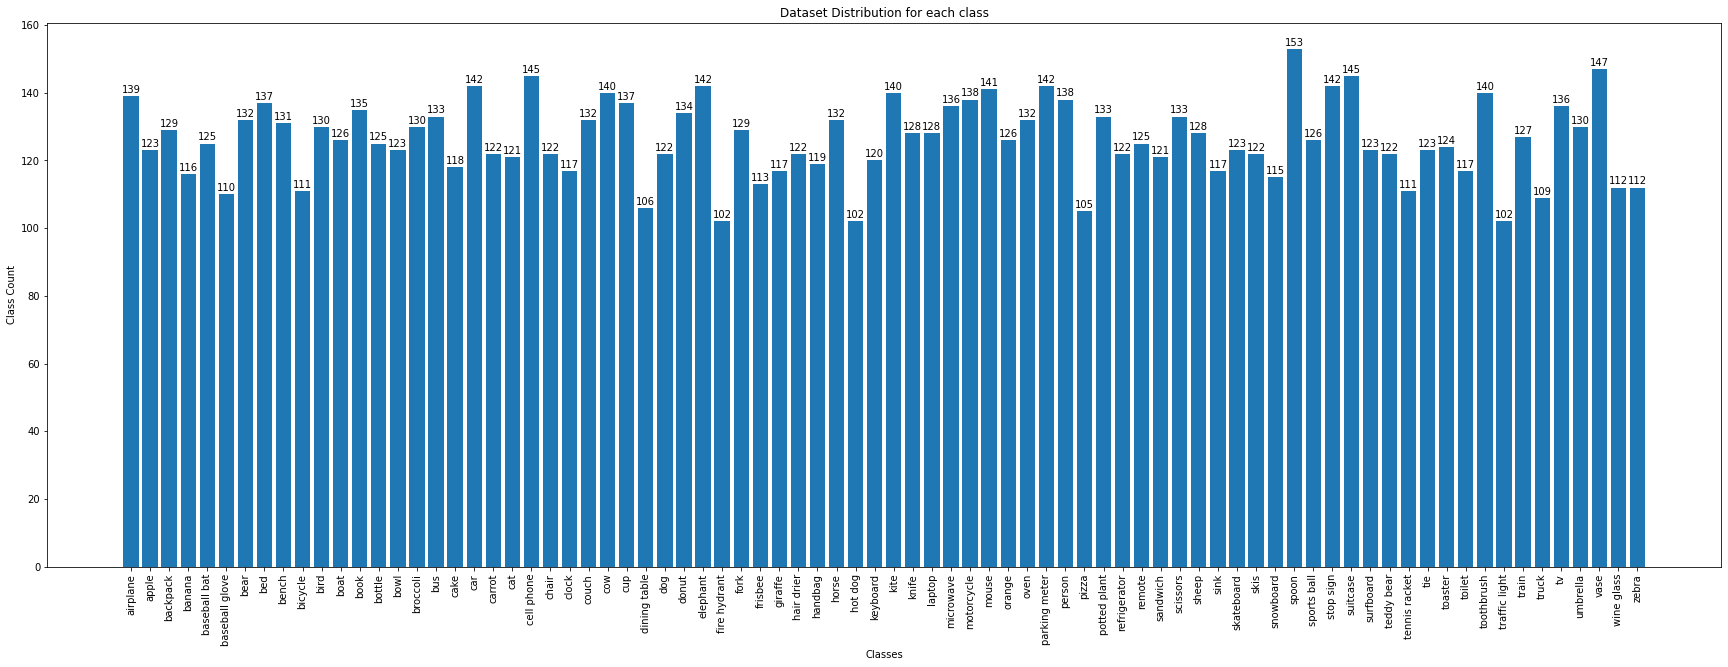 Dataset Distribution for each class
160
140
120
100
80
60
40
20
0
Class Count
139
123
129
116
125
110
132
137
131
111
130
126
135
125
123
130
133
118
142
122
121
145
122
117
132
140
137
106
122
134
142
102
129
113
117
122
119
132
102
120
140
128
128
136
138
141
126
132
142
138
105
133
122
125
121
133
128
117
123
122
115
153
126
142
145
123
122
111
123
124
117
140
102
127
109
136
130
147
112
112
airplane
apple
backpack
banana
baseball bat
baseball glove
bear
bed
bench
bicycle
bird
boat
book
bottle
bowl
broccoli
bus
cake
car
carrot
cat
cell phone
chair
clock
couch
cow
cup
dining table
dog
donut
elephant
fire hydrant
fork
frisbee
giraffe
hair drier
handbag
horse
hot dog
keyboard
kite
knife
laptop
microwave
motorcycle
mouse
orange
oven
parking meter
person
pizza
potted plant
refrigerator
remote
sandwich
scissors
sheep
sink
skateboard
skis
snowboard
spoon
sports ball
stop sign
suitcase
surfboard
teddy bear
tennis racket
tie
toaster
toilet
toothbrush
traffic light
train
truck
tv
umbrella
vase
wine glass
zebra
Classes